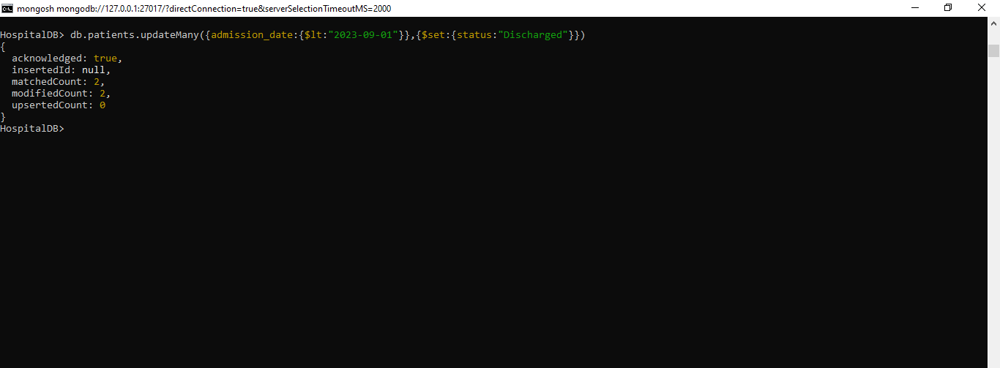 mongosh mongodb://127.0.0.1:27017/?directConnection=true&serverSelectionTimeoutMS=2000
HospitalDB> db.patients.updateMany({admission_date:{$lt:"2023-09-01"}},{$set:{status:"Discharged"}})
{
  acknowledged: true,
  insertedId: null,
  matchedCount: 2,
  modifiedCount: 2,
  upsertedCount: 0
}
HospitalDB>